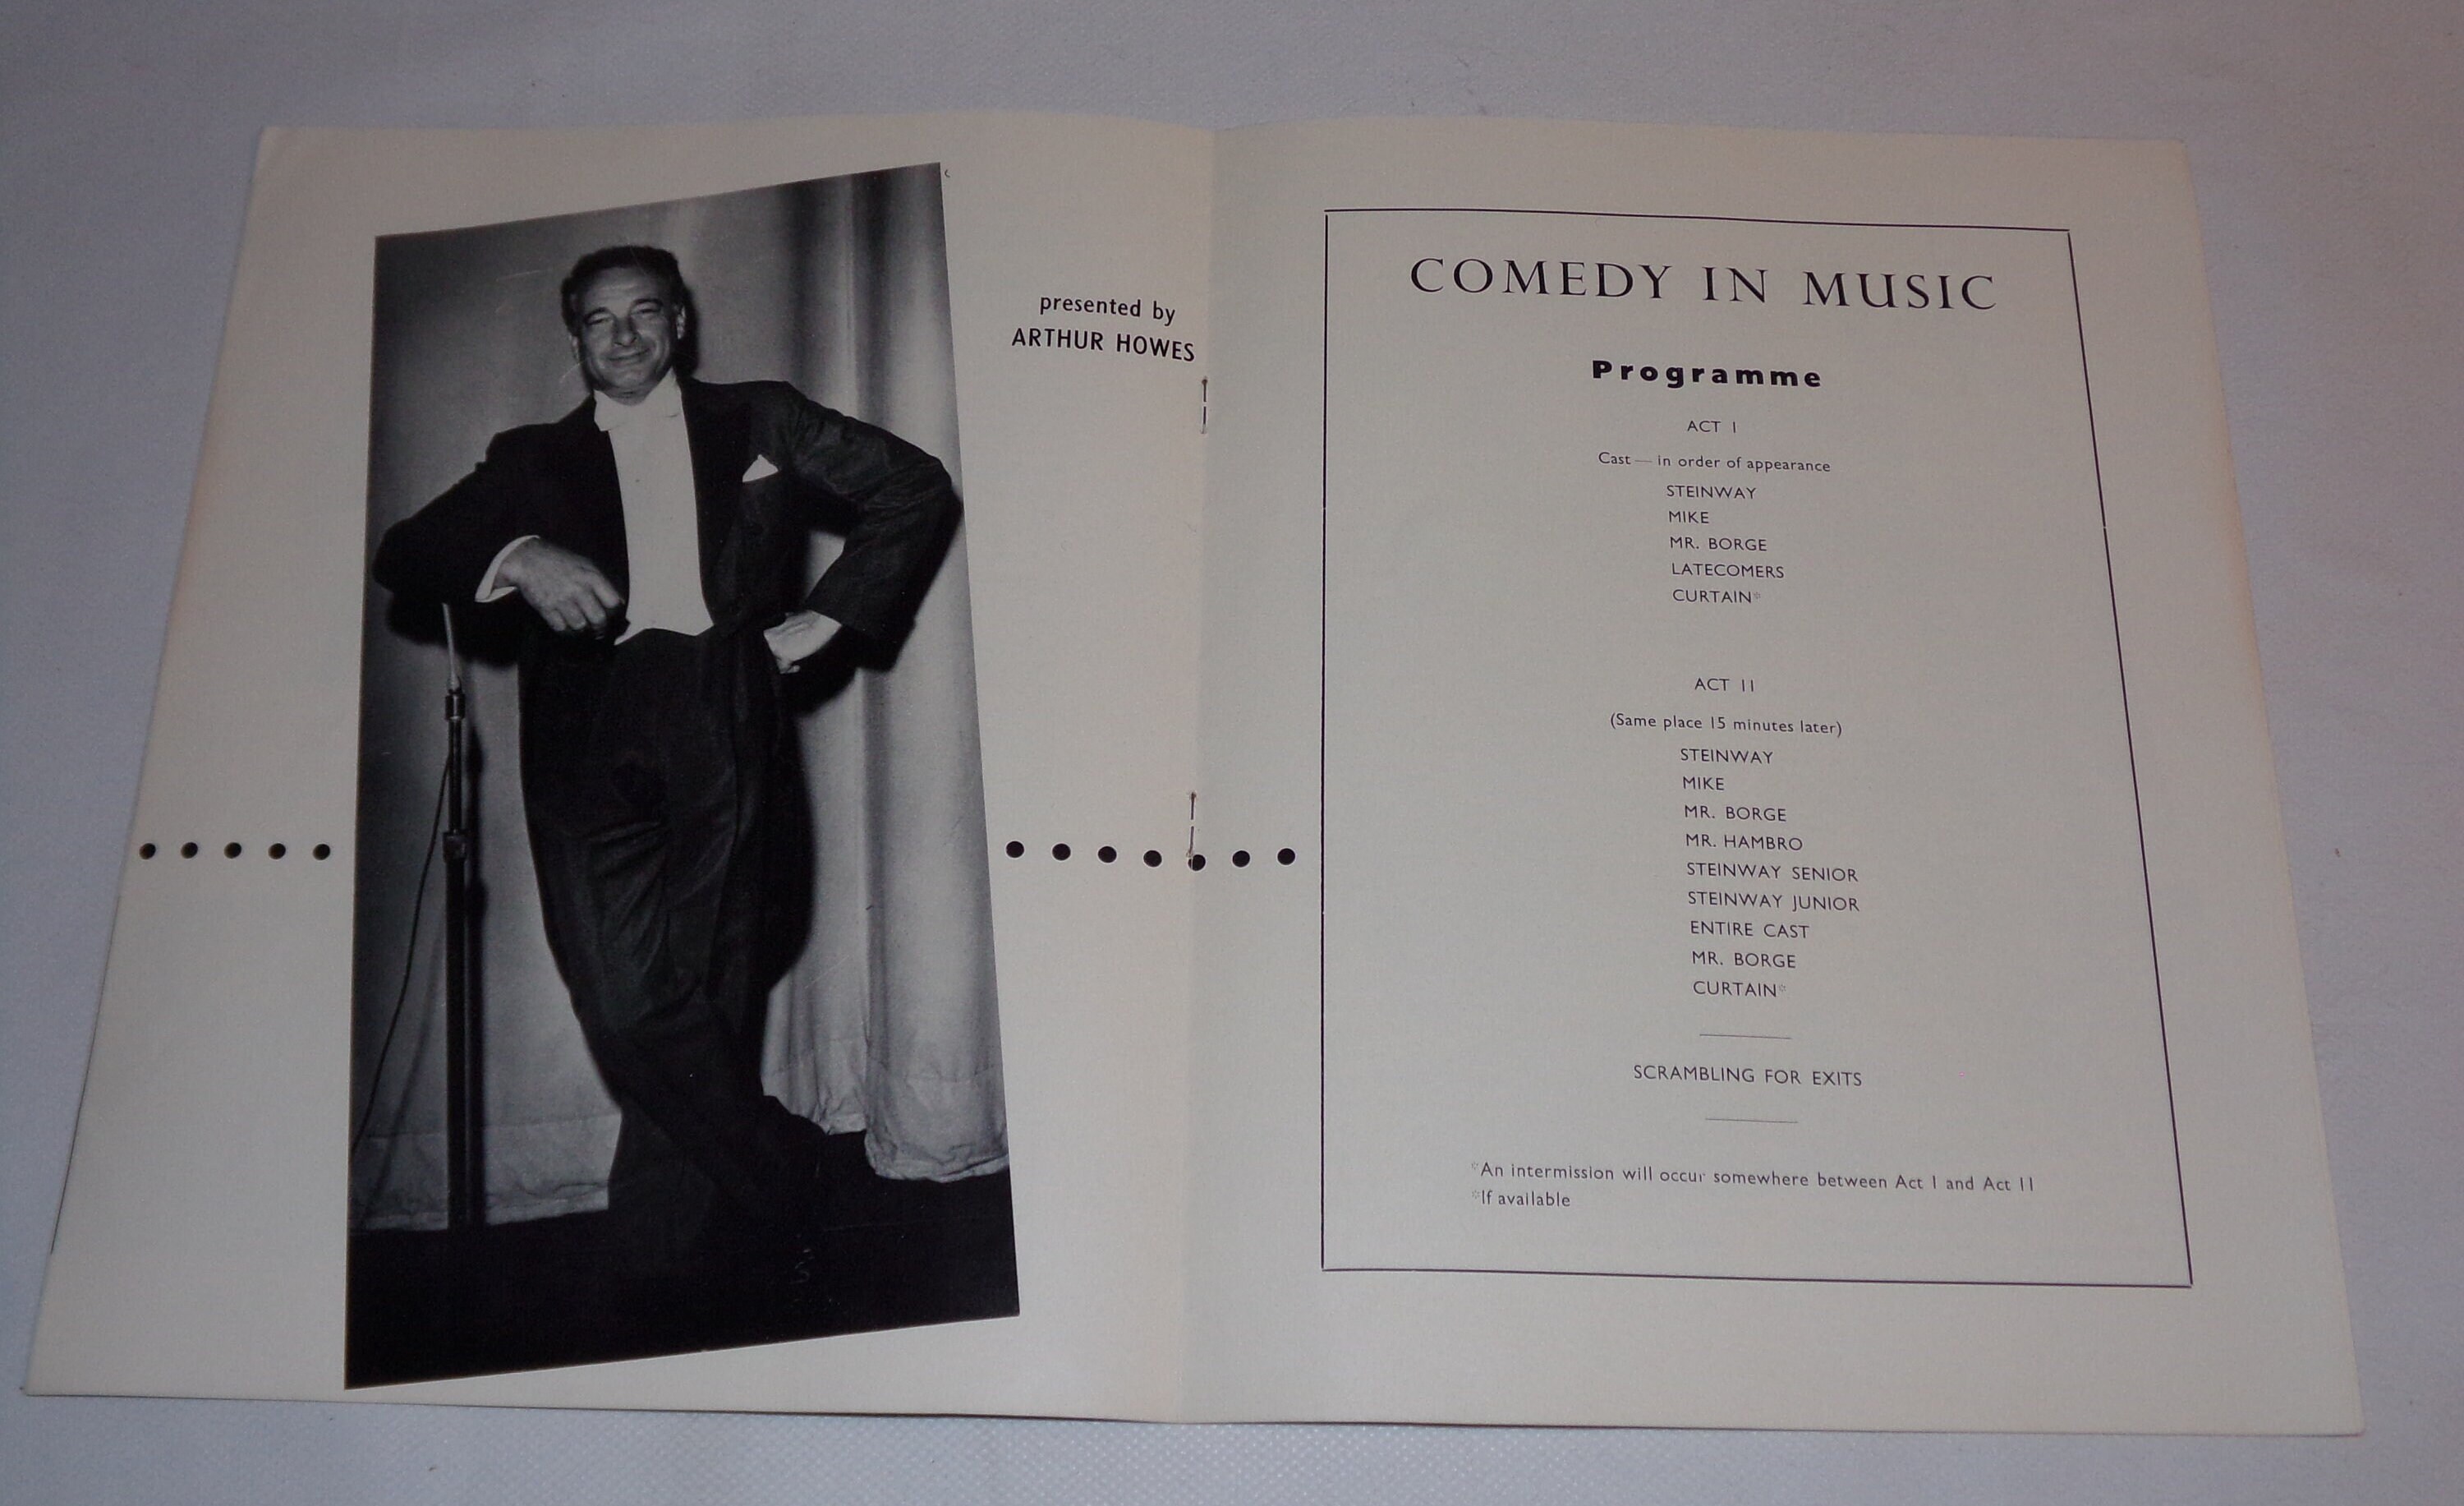 presented by
ARTHUR HOWES
COMEDY IN MUSIC
Programme
ACT I
Cast — in order of appearance
STEINWAY
MIKE
MR. BORGE
LATECOMERS
CURTAIN*
ACT II
(Same place 15 minutes later)
STEINWAY
MIKE
MR. BORGE
MR. HAMBRO
STEINWAY SENIOR
STEINWAY JUNIOR
ENTIRE CAST
MR. BORGE
CURTAIN*
SCRAMBLING FOR EXITS
*An intermission will occur somewhere between Act I and Act II
*If available